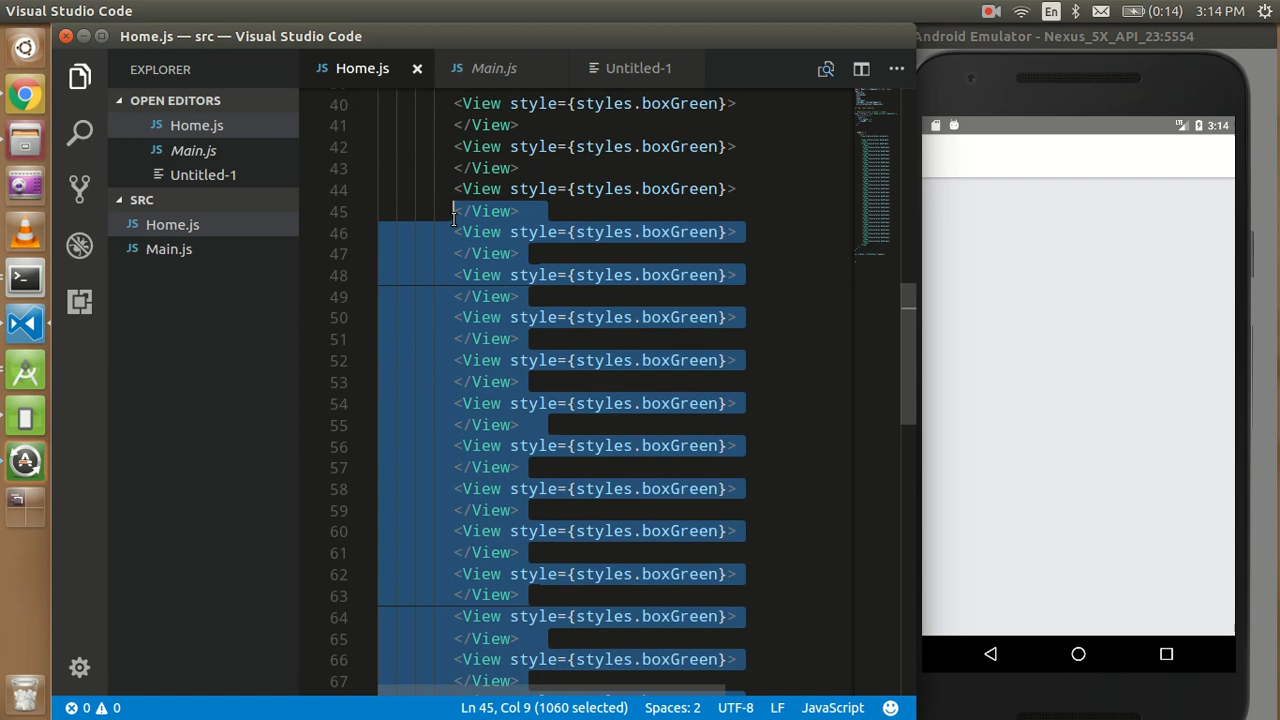 Visual Studio Code
En
(0:14)
3:14 PM
Home.js — src — Visual Studio Code
Android Emulator - Nexus_5X_API_23:5554
EXPLORER
OPEN EDITORS
Home.js
Main.js
Untitled-1
SRC
Home.js
Main.js
Home.js
Main.js
Untitled-1
40 <View style={styles.boxGreen}>
41 </View>
42 <View style={styles.boxGreen}>
43 </View>
44 <View style={styles.boxGreen}>
45 </View>
46 <View style={styles.boxGreen}>
47 </View>
48 <View style={styles.boxGreen}>
49 </View>
50 <View style={styles.boxGreen}>
51 </View>
52 <View style={styles.boxGreen}>
53 </View>
54 <View style={styles.boxGreen}>
55 </View>
56 <View style={styles.boxGreen}>
57 </View>
58 <View style={styles.boxGreen}>
59 </View>
60 <View style={styles.boxGreen}>
61 </View>
62 <View style={styles.boxGreen}>
63 </View>
64 <View style={styles.boxGreen}>
65 </View>
66 <View style={styles.boxGreen}>
67 </View>
LTE
3:14
0 0
Ln 45, Col 9 (1060 selected)
Spaces: 2
UTF-8
LF
JavaScript